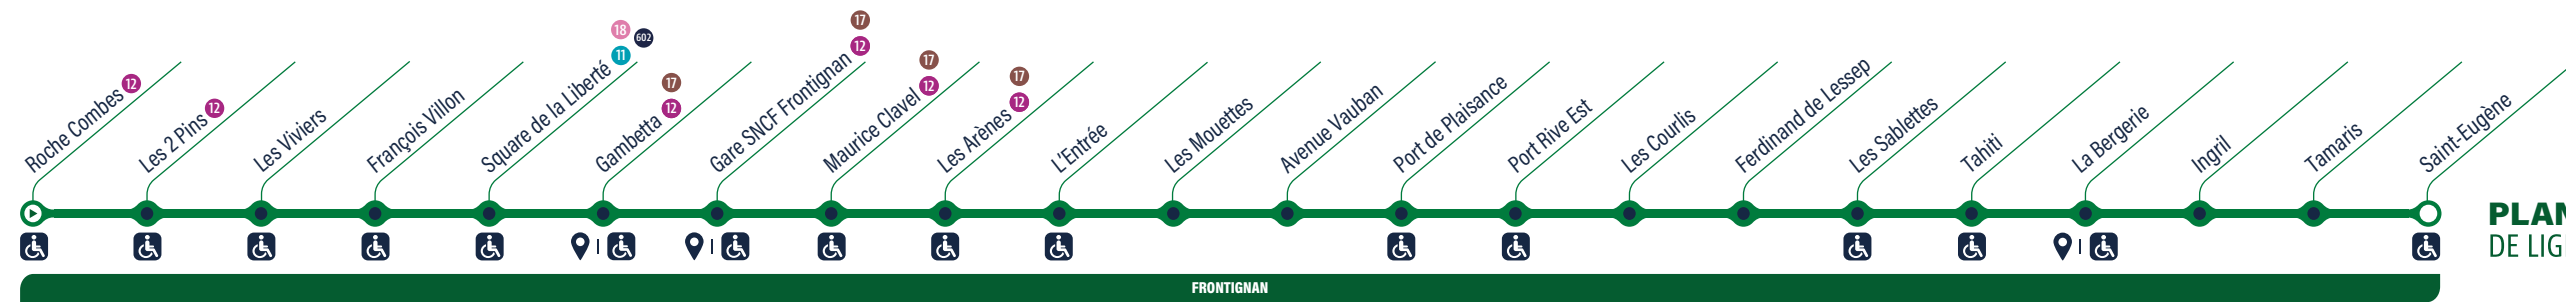 Roche Combes 12
Les 2 Pins 12
Les Viviers
François Villon
Square de la Liberté 11 18 602
Gambetta 12 17
Gare SNCF Frontignan 12 17
Maurice Clavel 12 17
Les Arènes 12 17
L'Entrée
Les Mouettes
Avenue Vauban
Port de Plaisance
Port Rive Est
Les Courlis
Ferdinand de Lessep
Les Sablettes
Tahiti
La Bergerie
Ingril
Tamaris
Saint-Eugène
PLAN
DE LIG
FRONTIGNAN